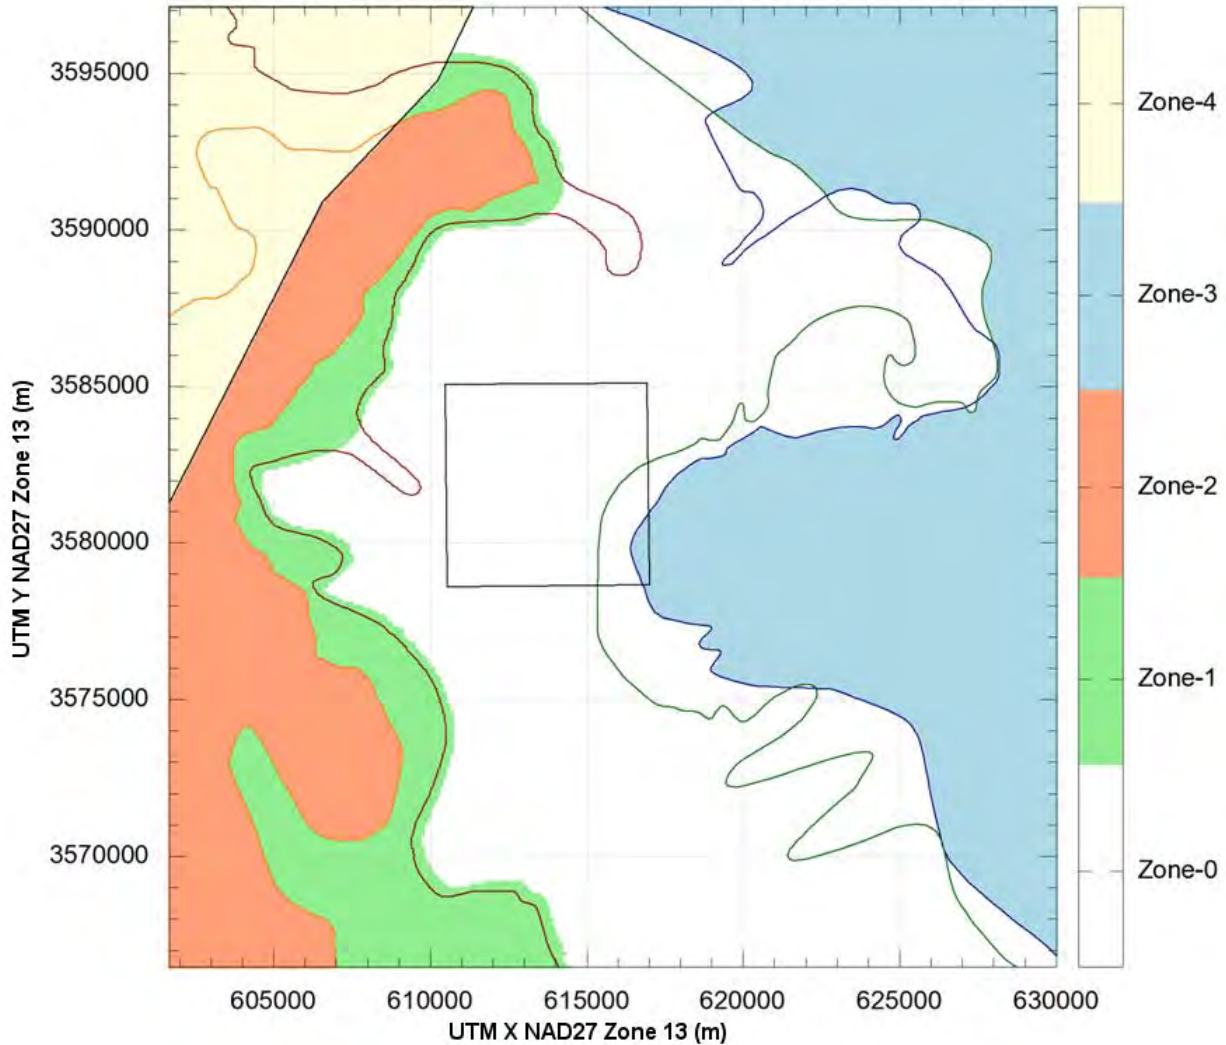 3595000
3590000
3585000
3580000
3575000
3570000
UTM Y NAD27 Zone 13 (m)
605000 610000 615000 620000 625000 630000
UTM X NAD27 Zone 13 (m)
Zone-4
Zone-3
Zone-2
Zone-1
Zone-0